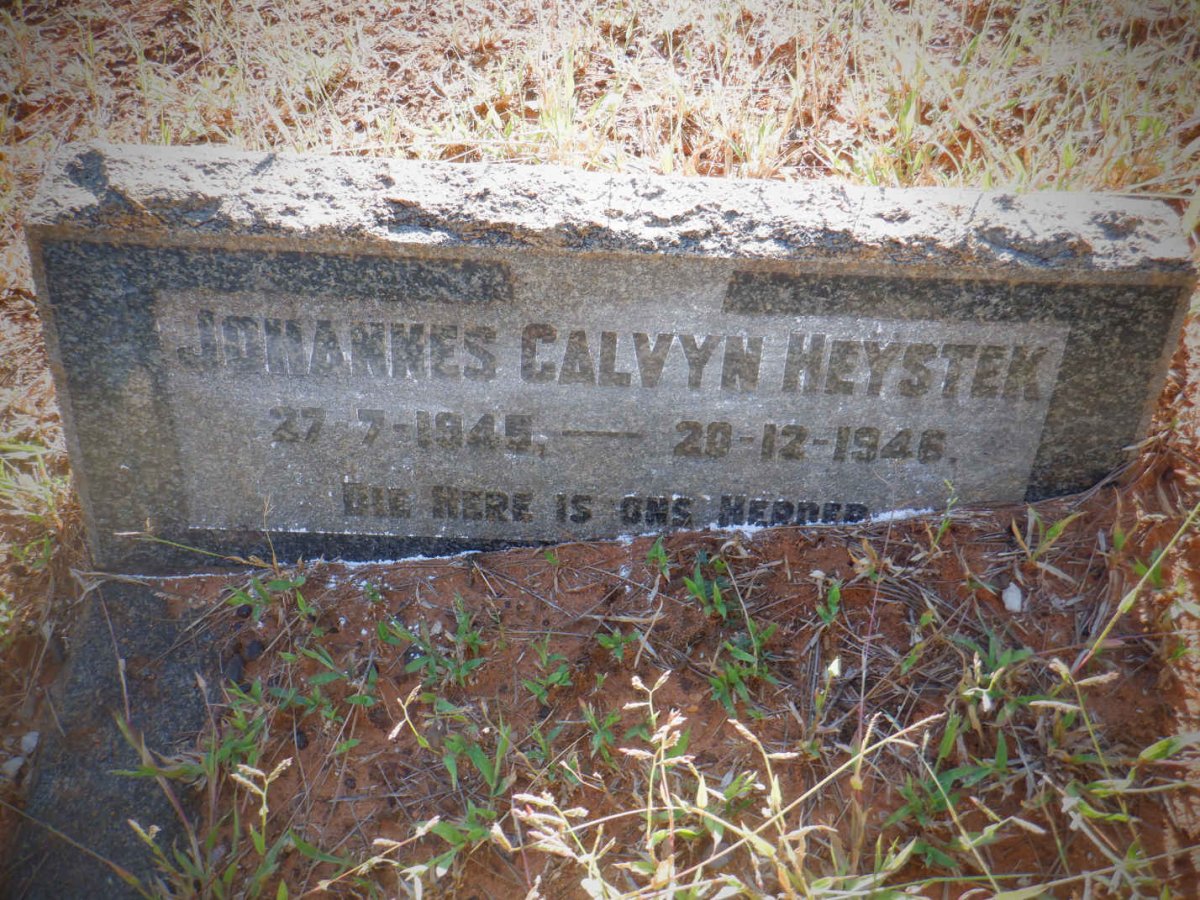 JOHANNES CALVYN HEYSTEK
27-7-1945, — 20-12-1946.
DIE HERE IS ONS HERDER